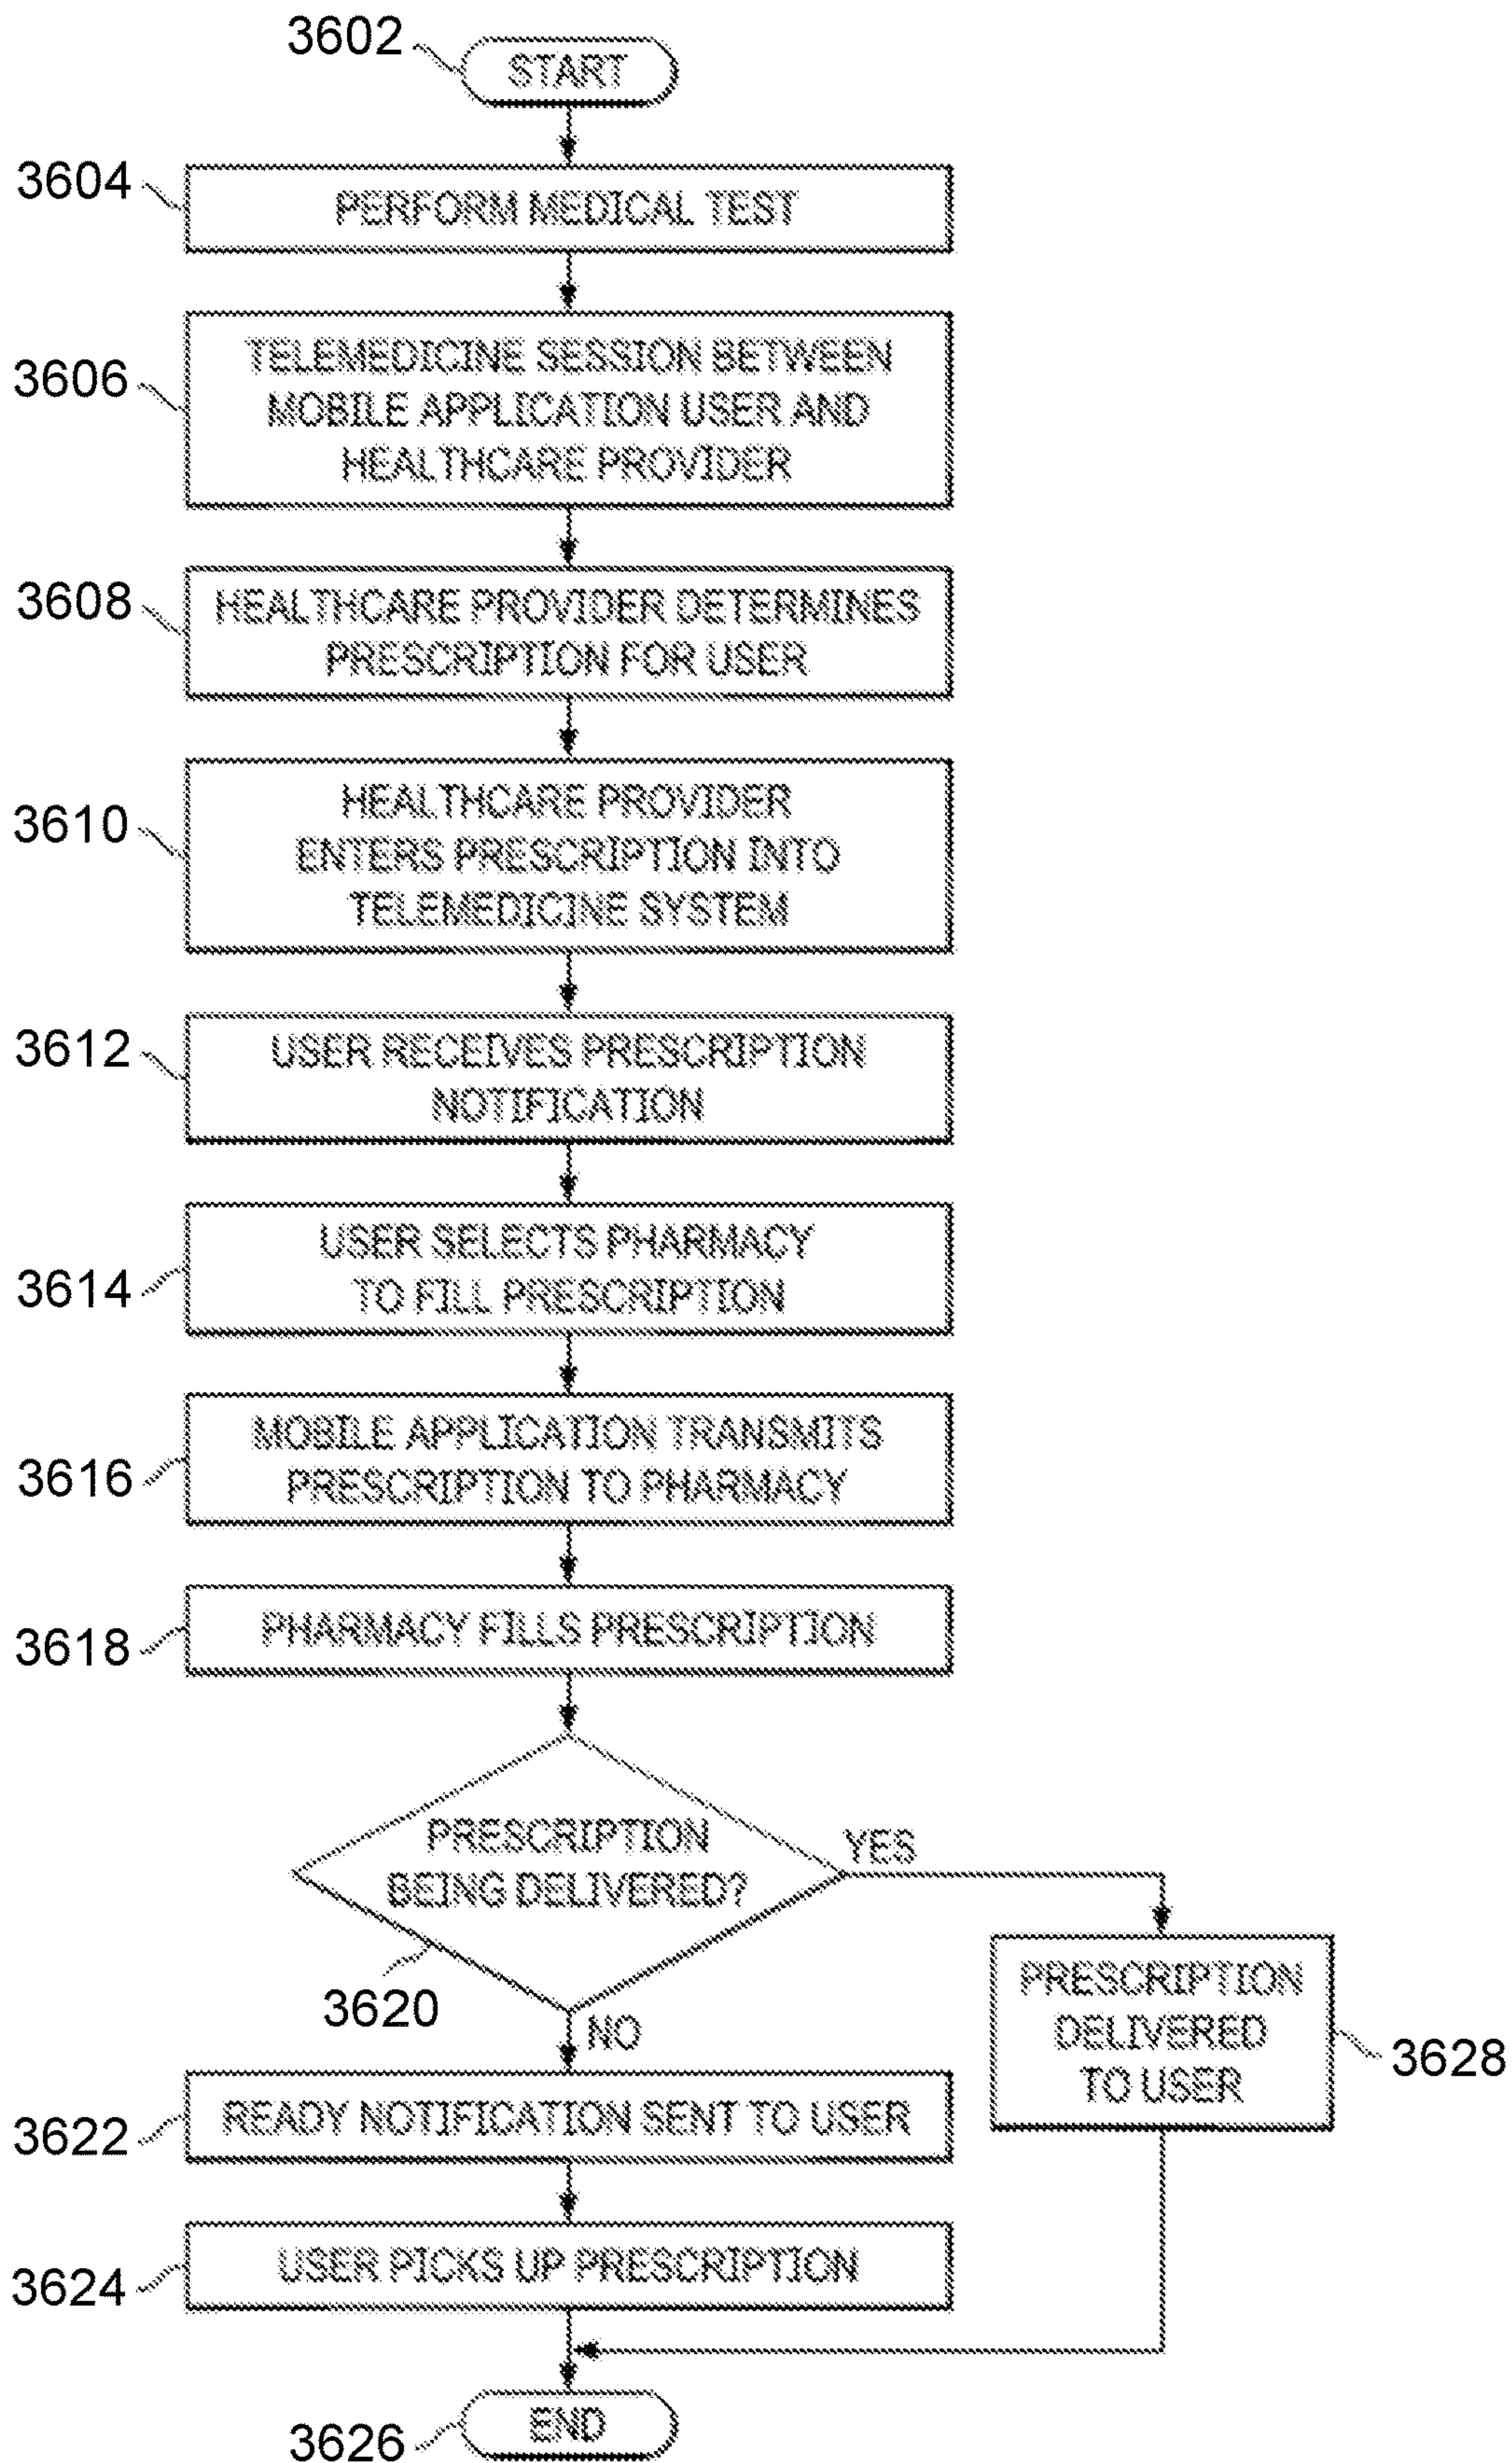 3602
START
3604
PERFORM MEDICAL TEST
3606
TELEMEDICINE SESSION BETWEEN
MOBILE APPLICATION USER AND
HEALTHCARE PROVIDER
3608
HEALTHCARE PROVIDER DETERMINES
PRESCRIPTION FOR USER
3610
HEALTHCARE PROVIDER
ENTERS PRESCRIPTION INTO
TELEMEDICINE SYSTEM
3612
USER RECEIVES PRESCRIPTION
NOTIFICATION
3614
USER SELECTS PHARMACY
TO FILL PRESCRIPTION
3616
MOBILE APPLICATION TRANSMITS
PRESCRIPTION TO PHARMACY
3618
PHARMACY FILLS PRESCRIPTION
PRESCRIPTION
BEING DELIVERED?
YES
3620
NO
PRESCRIPTION
DELIVERED
TO USER
3628
3622
READY NOTIFICATION SENT TO USER
3624
USER PICKS UP PRESCRIPTION
3626
END